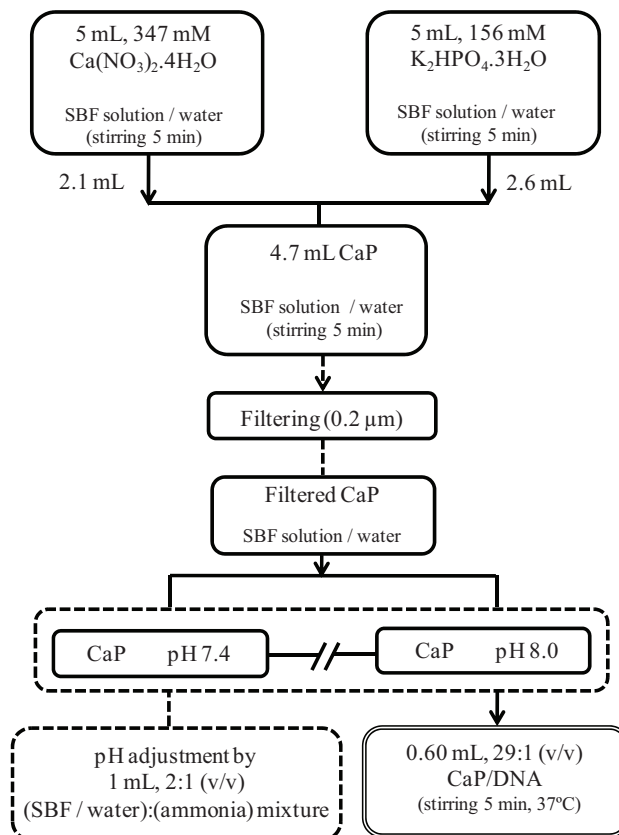 5 mL, 347 mM
Ca(NO₃)₂.4H₂O
SBF solution / water
(stirring 5 min)
5 mL, 156 mM
K₂HPO₄.3H₂O
SBF solution / water
(stirring 5 min)
2.1 mL
2.6 mL
4.7 mL CaP
SBF solution / water
(stirring 5 min)
Filtering (0.2 µm)
Filtered CaP
SBF solution / water
CaP pH 7.4
CaP pH 8.0
pH adjustment by
1 mL, 2:1 (v/v)
(SBF / water):(ammonia) mixture
0.60 mL, 29:1 (v/v)
CaP/DNA
(stirring 5 min, 37ºC)